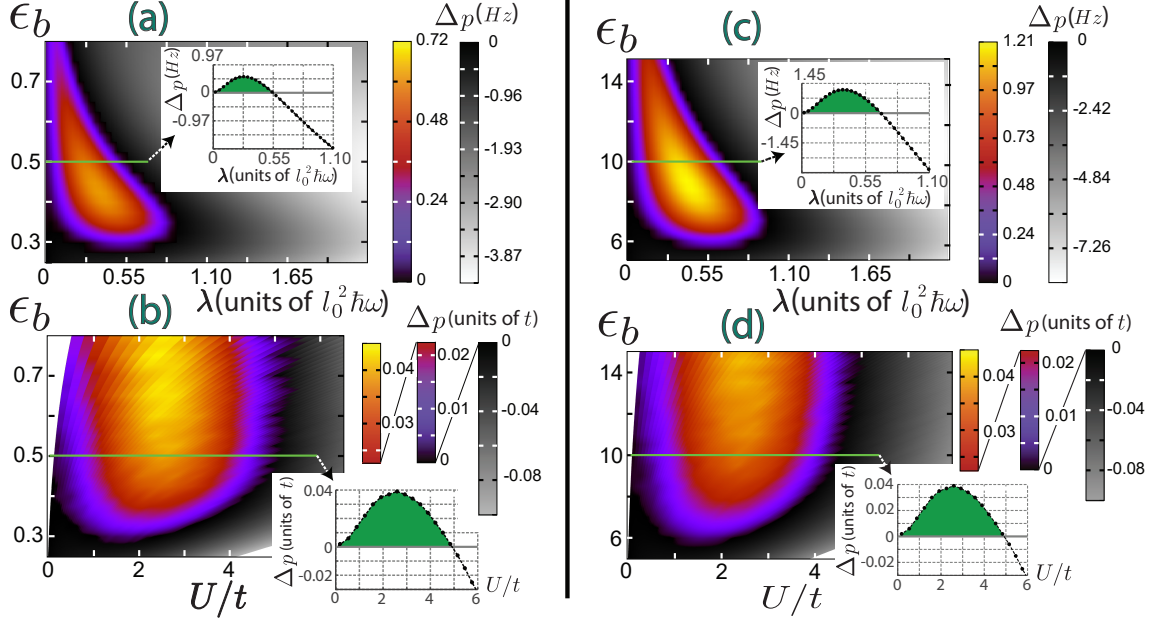 ϵ_b (a) Δp(Hz)
0.72 0
0.7 0.48 -0.96
0.5 -1.93
0.24 -2.90
0.3 0 -3.87
0 0.55 1.10 1.65
λ(units of l₀²ħω)
Δp(Hz)
0.97
0
-0.97
0 0.55 1.10
λ(units of l₀²ħω)
ϵ_b (b) Δp(units of t)
0.04 0.02 0
0.7 0.01 -0.04
0.03 0 -0.08
0.5
0.3
0 2 4
U/t
Δp(units of t)
0.04
0.02
0
-0.02
0 2 4 6
U/t
ϵ_b (c) Δp(Hz)
1.21 0
14 0.97 -2.42
0.73
10 0.48 -4.84
0.24 -7.26
6 0
0 0.55 1.10 1.65
λ(units of l₀²ħω)
Δp(Hz)
1.45
0
-1.45
0 0.55 1.10
λ(units of l₀²ħω)
ϵ_b (d) Δp(units of t)
0.04 0.02 0
14 0.01 -0.04
0.03 0 -0.08
10
6
0 2 4
U/t
Δp(units of t)
0.04
0.02
0
-0.02
0 2 4 6
U/t